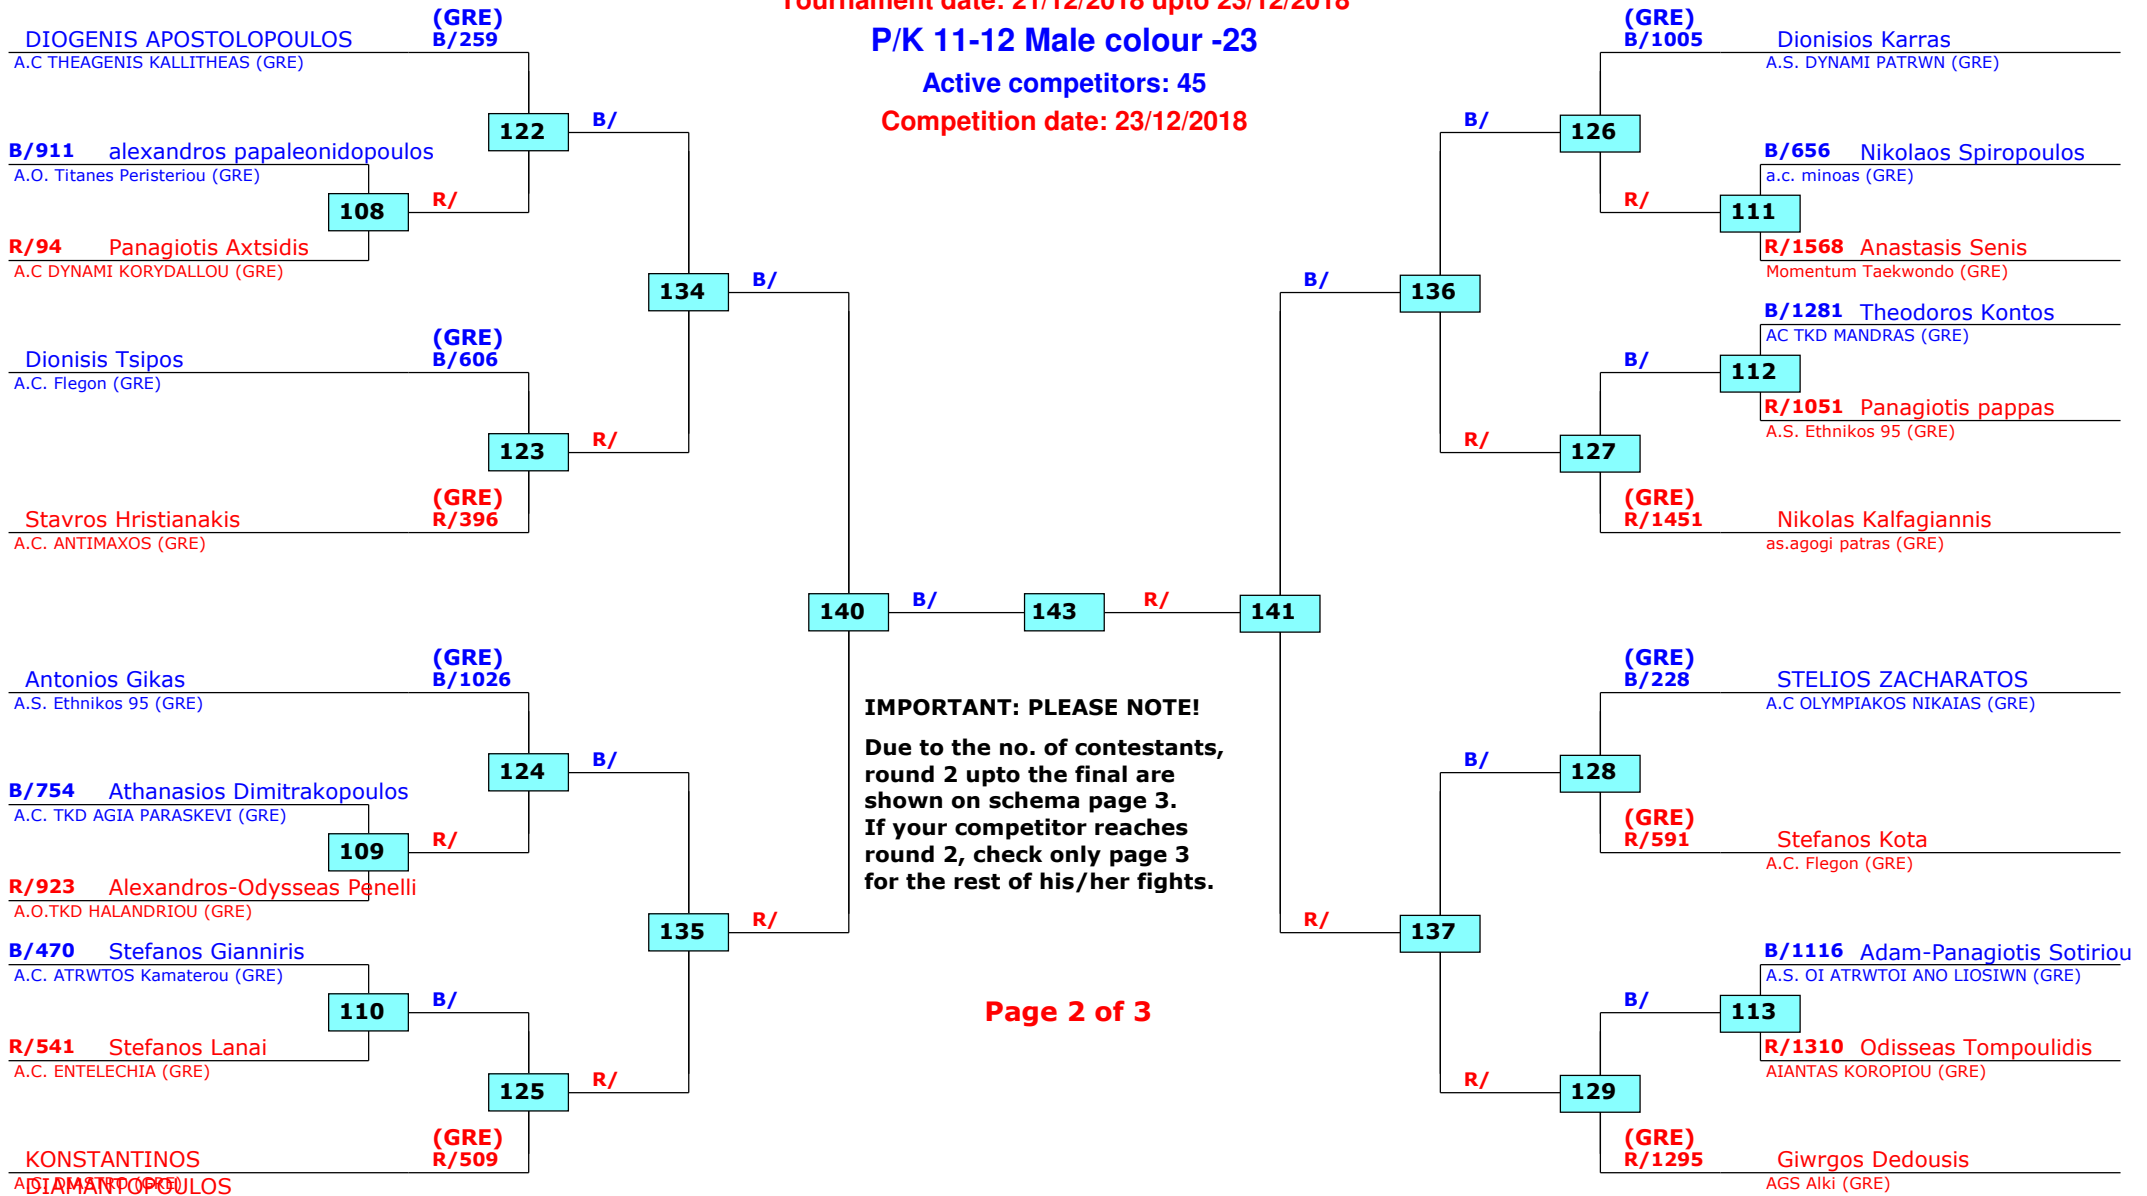 Tournament date: 21/12/2018 upto 23/12/2018
P/K 11-12 Male colour -23
Active competitors: 45
Competition date: 23/12/2018
(GRE)
DIOGENIS APOSTOLOPOULOS B/259
A.C THEAGENIS KALLITHEAS (GRE)
122 B/
B/911 alexandros papaleonidopoulos
A.O. Titanes Peristeriou (GRE)
108 R/
R/94 Panagiotis Axtsidis
A.C DYNAMI KORYDALLOU (GRE)
134 B/
(GRE)
Dionisis Tsipos B/606
A.C. Flegon (GRE)
123 R/
(GRE)
Stavros Hristianakis R/396
A.C. ANTIMAXOS (GRE)
140 B/ 143 R/ 141
(GRE)
Antonios Gikas B/1026
A.S. Ethnikos 95 (GRE)
124 B/
B/754 Athanasios Dimitrakopoulos
A.C. TKD AGIA PARASKEVI (GRE)
109 R/
R/923 Alexandros-Odysseas Penelli
A.O.TKD HALANDRIOU (GRE)
135 R/
B/470 Stefanos Gianniris
A.C. ATRWTOS Kamaterou (GRE)
110 B/
R/541 Stefanos Lanai
A.C. ENTELECHIA (GRE)
125 R/
(GRE)
KONSTANTINOS R/509
DIAMANTOPOULOS
IMPORTANT: PLEASE NOTE!
Due to the no. of contestants,
round 2 upto the final are
shown on schema page 3.
If your competitor reaches
round 2, check only page 3
for the rest of his/her fights.
Page 2 of 3
(GRE)
B/1005 Dionisios Karras
A.S. DYNAMI PATRWN (GRE)
B/ 126
B/656 Nikolaos Spiropoulos
a.c. minoas (GRE)
R/ 111
R/1568 Anastasis Senis
Momentum Taekwondo (GRE)
B/ 136
B/1281 Theodoros Kontos
AC TKD MANDRAS (GRE)
B/ 112
R/1051 Panagiotis pappas
A.S. Ethnikos 95 (GRE)
R/ 127
(GRE)
R/1451 Nikolas Kalfagiannis
as.agogi patras (GRE)
(GRE)
B/228 STELIOS ZACHARATOS
A.C OLYMPIAKOS NIKAIAS (GRE)
B/ 128
(GRE)
R/591 Stefanos Kota
A.C. Flegon (GRE)
R/ 137
B/1116 Adam-Panagiotis Sotiriou
A.S. OI ATRWTOI ANO LIOSIWN (GRE)
B/ 113
R/1310 Odisseas Tompoulidis
AIANTAS KOROPIOU (GRE)
R/ 129
(GRE)
R/1295 Giwrgos Dedousis
AGS Alki (GRE)